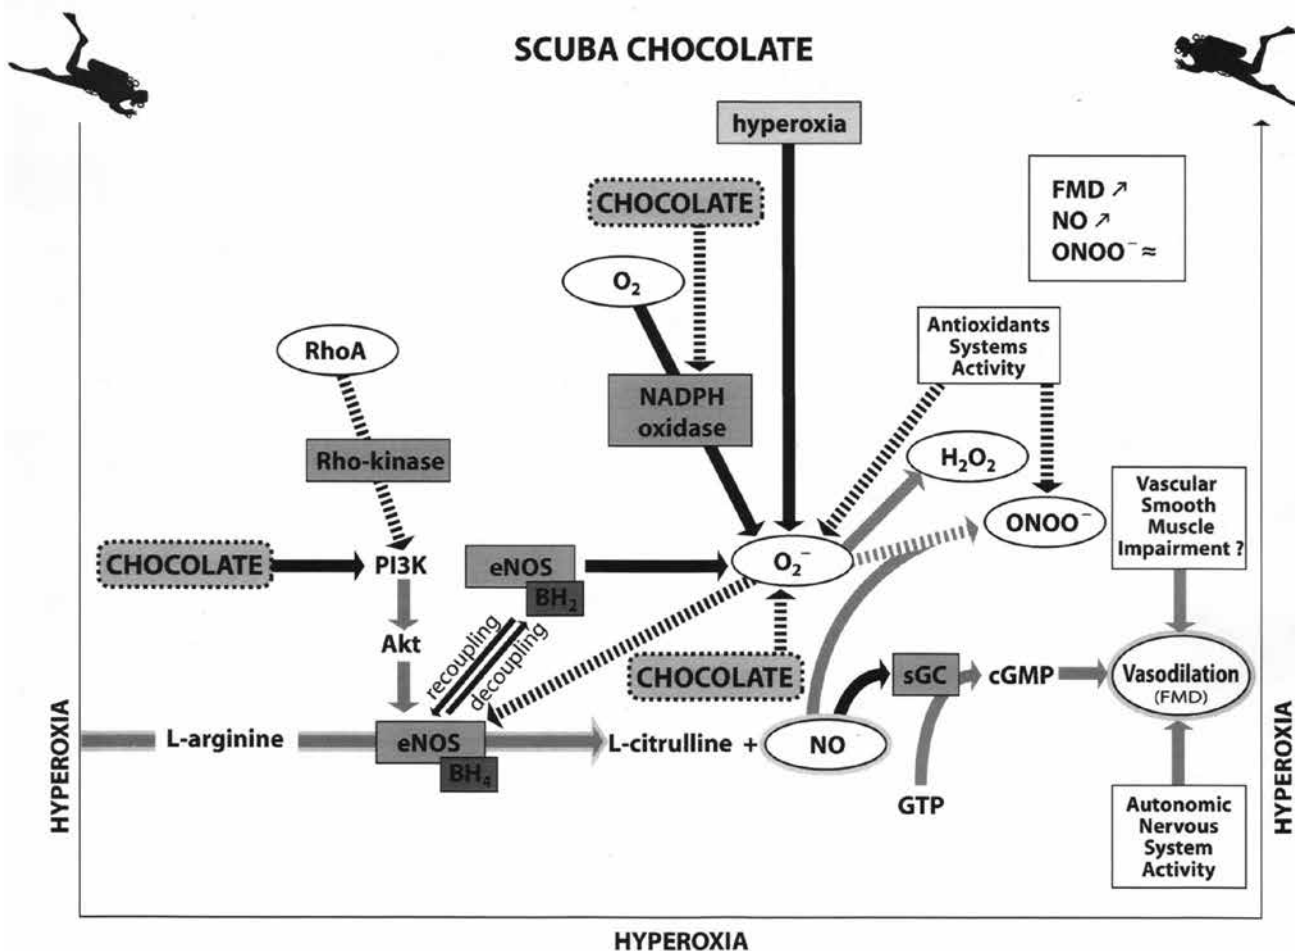 SCUBA CHOCOLATE
hyperoxia
CHOCOLATE
FMD ↗
NO ↗
ONOO⁻ ≈
O₂
Antioxidants
Systems
Activity
RhoA
NADPH
oxidase
Rho-kinase
H₂O₂
Vascular
Smooth
Muscle
Impairment ?
ONOO⁻
CHOCOLATE
PI3K
eNOS
BH₂
O₂⁻
Akt
recoupling
decoupling
CHOCOLATE
sGC
cGMP
Vasodilation
(FMD)
L-arginine
eNOS
BH₄
L-citrulline +
NO
GTP
Autonomic
Nervous
System
Activity
HYPEROXIA
HYPEROXIA
HYPEROXIA